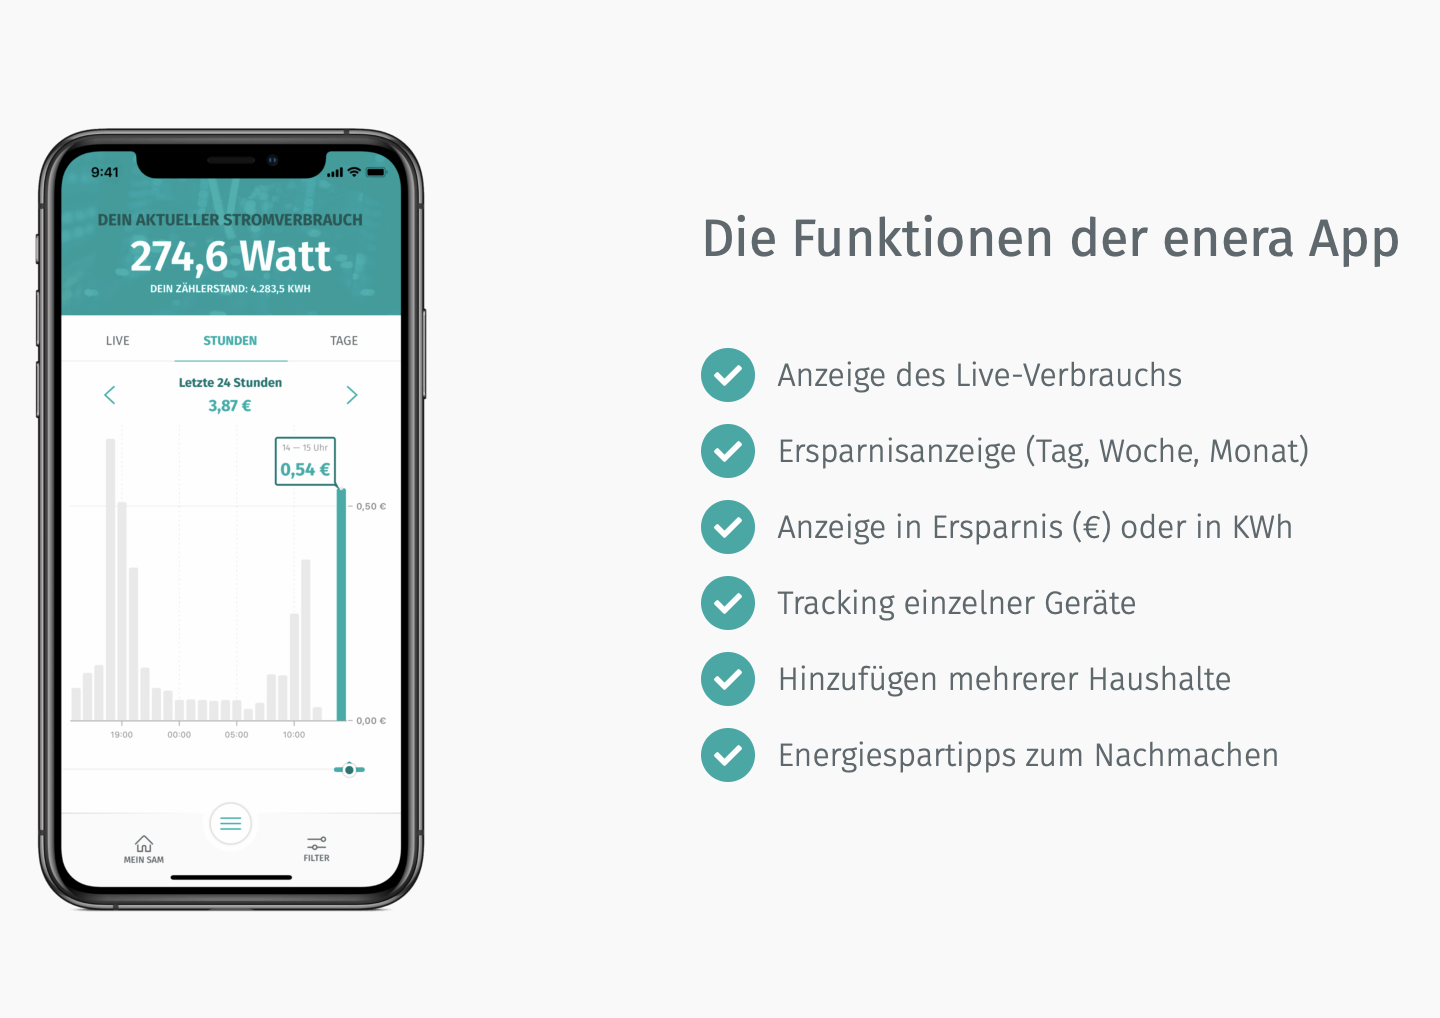 9:41
DEIN AKTUELLER STROMVERBRAUCH
274,6 Watt
DEIN ZÄHLERSTAND: 4.283,5 KWH
LIVE
STUNDEN
TAGE
Letzte 24 Stunden
3,87 €
14 – 15 Uhr
0,54 €
0,50 €
0,00 €
19:00
00:00
05:00
10:00
MEIN SAM
FILTER
Die Funktionen der enera App
Anzeige des Live-Verbrauchs
Ersparnisanzeige (Tag, Woche, Monat)
Anzeige in Ersparnis (€) oder in KWh
Tracking einzelner Geräte
Hinzufügen mehrerer Haushalte
Energiespartipps zum Nachmachen